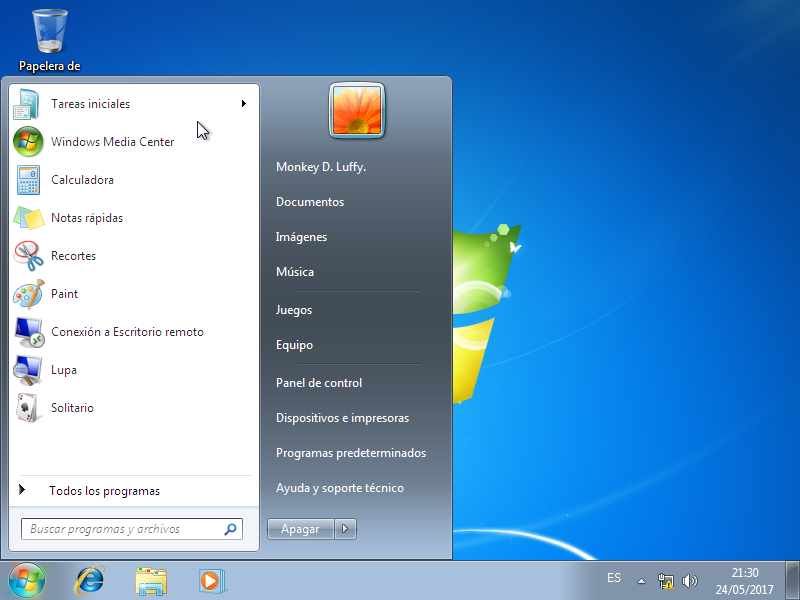 Papelera de
Tareas iniciales
Windows Media Center
Calculadora
Notas rápidas
Recortes
Paint
Conexión a Escritorio remoto
Lupa
Solitario
Todos los programas
Buscar programas y archivos
Monkey D. Luffy.
Documentos
Imágenes
Música
Juegos
Equipo
Panel de control
Dispositivos e impresoras
Programas predeterminados
Ayuda y soporte técnico
Apagar
ES
21:30
24/05/2017